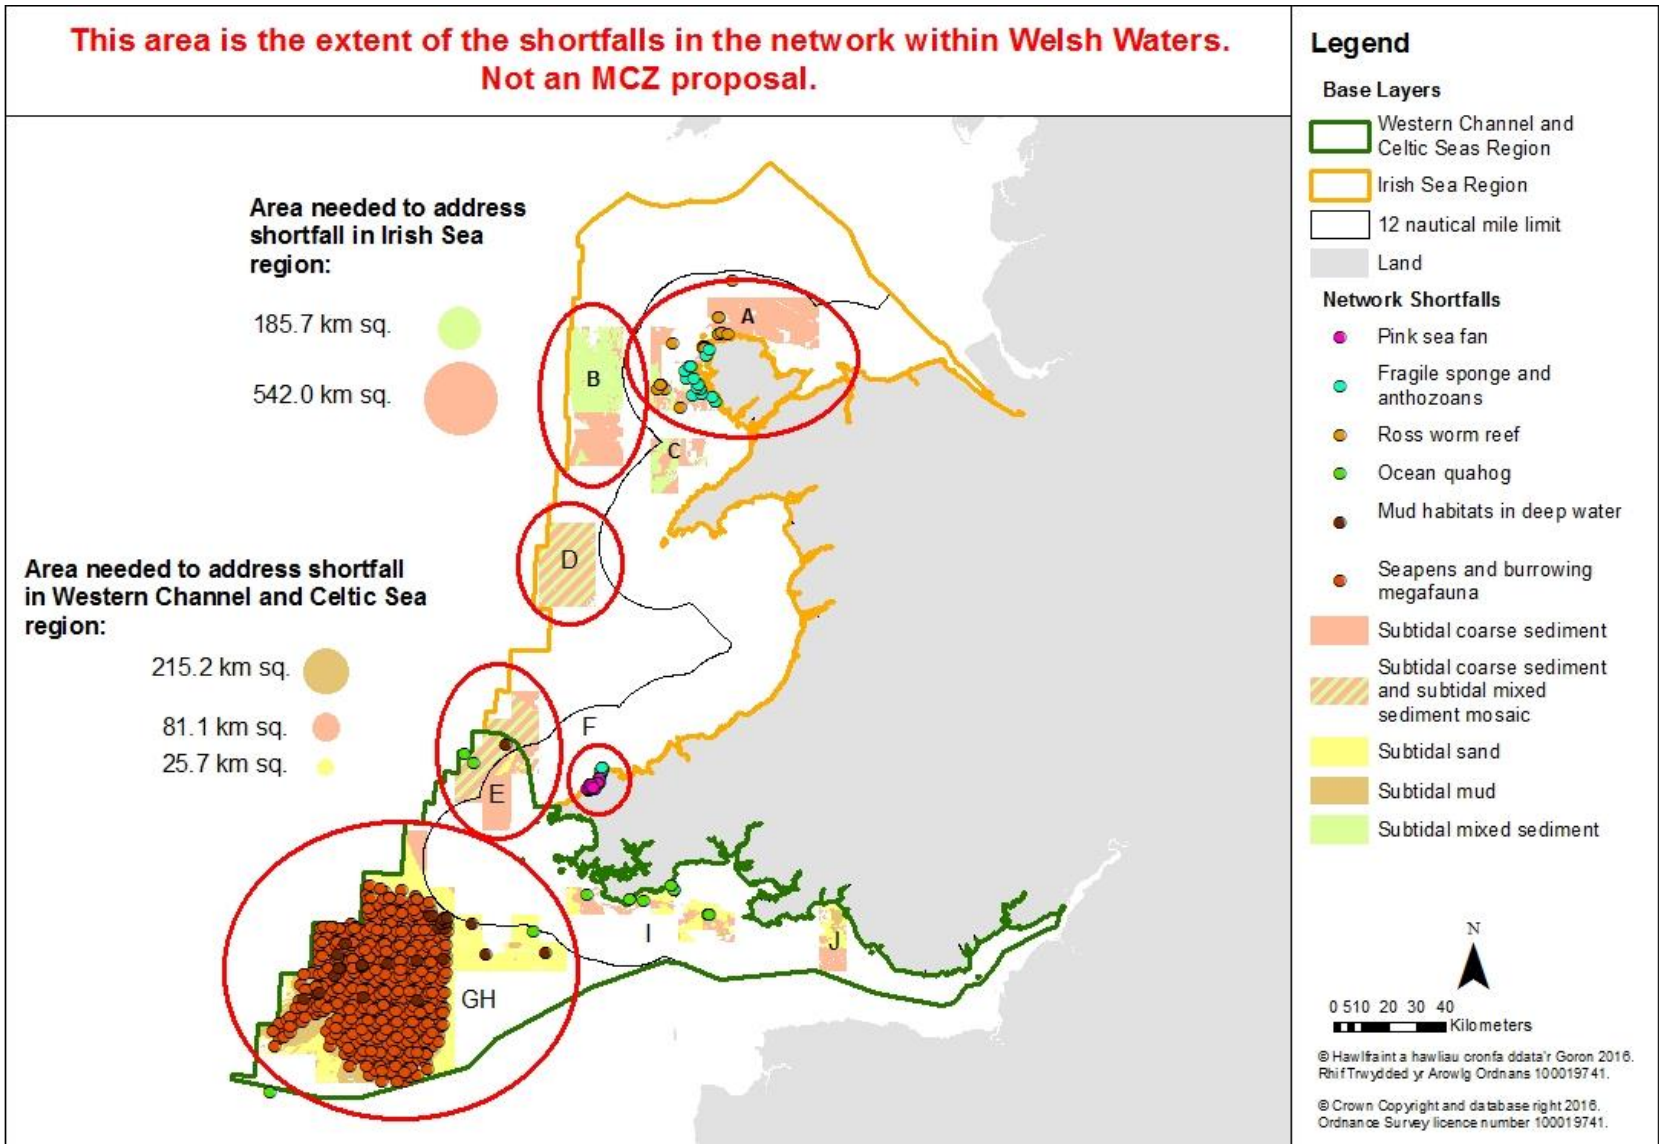 This area is the extent of the shortfalls in the network within Welsh Waters.
Not an MCZ proposal.
Area needed to address
shortfall in Irish Sea
region:
185.7 km sq.
542.0 km sq.
Area needed to address shortfall
in Western Channel and Celtic Sea
region:
215.2 km sq.
81.1 km sq.
25.7 km sq.
A
B
C
D
E
F
GH
I
J
Legend
Base Layers
Western Channel and
Celtic Seas Region
Irish Sea Region
12 nautical mile limit
Land
Network Shortfalls
Pink sea fan
Fragile sponge and
anthozoans
Ross worm reef
Ocean quahog
Mud habitats in deep water
Seapens and burrowing
megafauna
Subtidal coarse sediment
Subtidal coarse sediment
and subtidal mixed
sediment mosaic
Subtidal sand
Subtidal mud
Subtidal mixed sediment
N
0 510 20 30 40
Kilometers
© Hawlfraint a hawliau cronfa ddata'r Goron 2016.
Rhif Trwydded yr Arowlg Ordnans 100019741.
© Crown Copyright and database right 2016.
Ordnance Survey licence number 100019741.